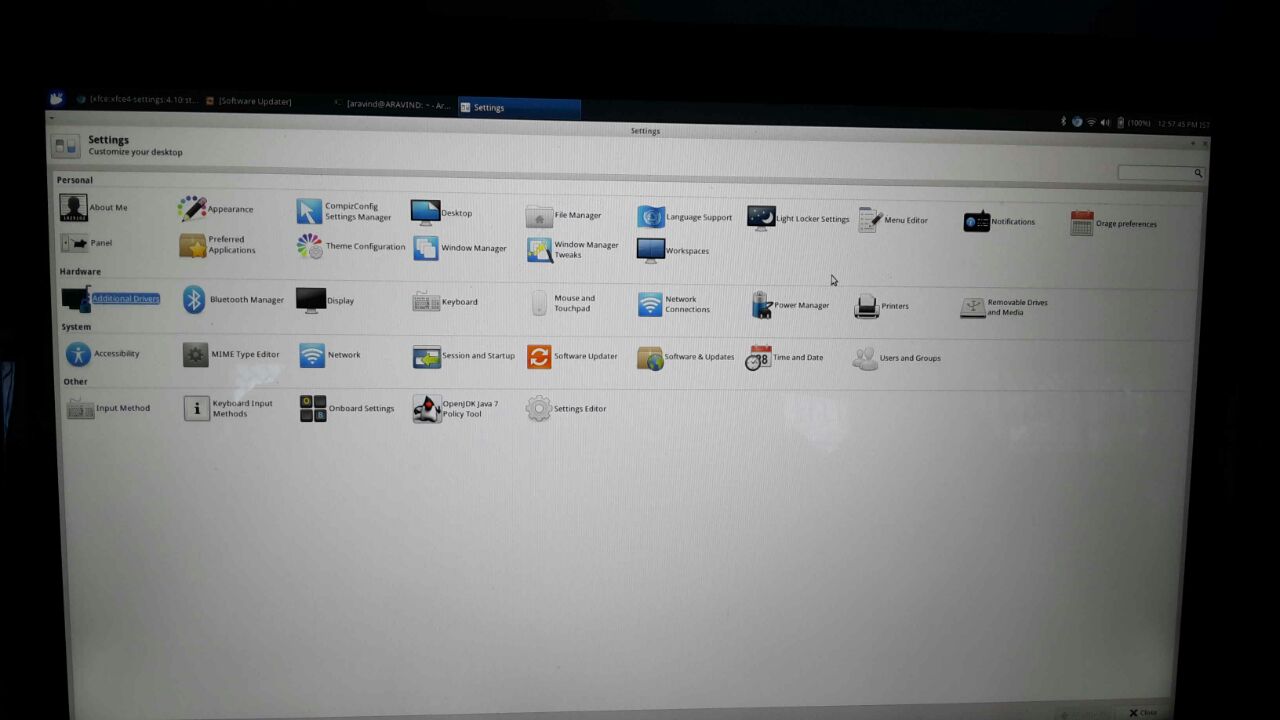 [xfce:xfce4-settings:4.10:st...
[Software Updater]
[aravind@ARAVIND: ~ - Ar...
Settings
(100%)
12:57:45 PM IST
Settings
Settings
Customize your desktop
Personal
About Me
Appearance
CompizConfig
Settings Manager
Desktop
File Manager
Language Support
Light Locker Settings
Menu Editor
Notifications
Orage preferences
Panel
Preferred
Applications
Theme Configuration
Window Manager
Window Manager
Tweaks
Workspaces
Hardware
Additional Drivers
Bluetooth Manager
Display
Keyboard
Mouse and
Touchpad
Network
Connections
Power Manager
Printers
Removable Drives
and Media
System
Accessibility
MIME Type Editor
Network
Session and Startup
Software Updater
Software & Updates
38
Time and Date
Users and Groups
Other
Input Method
Keyboard Input
Methods
Onboard Settings
OpenJDK Java 7
Policy Tool
Settings Editor
Close